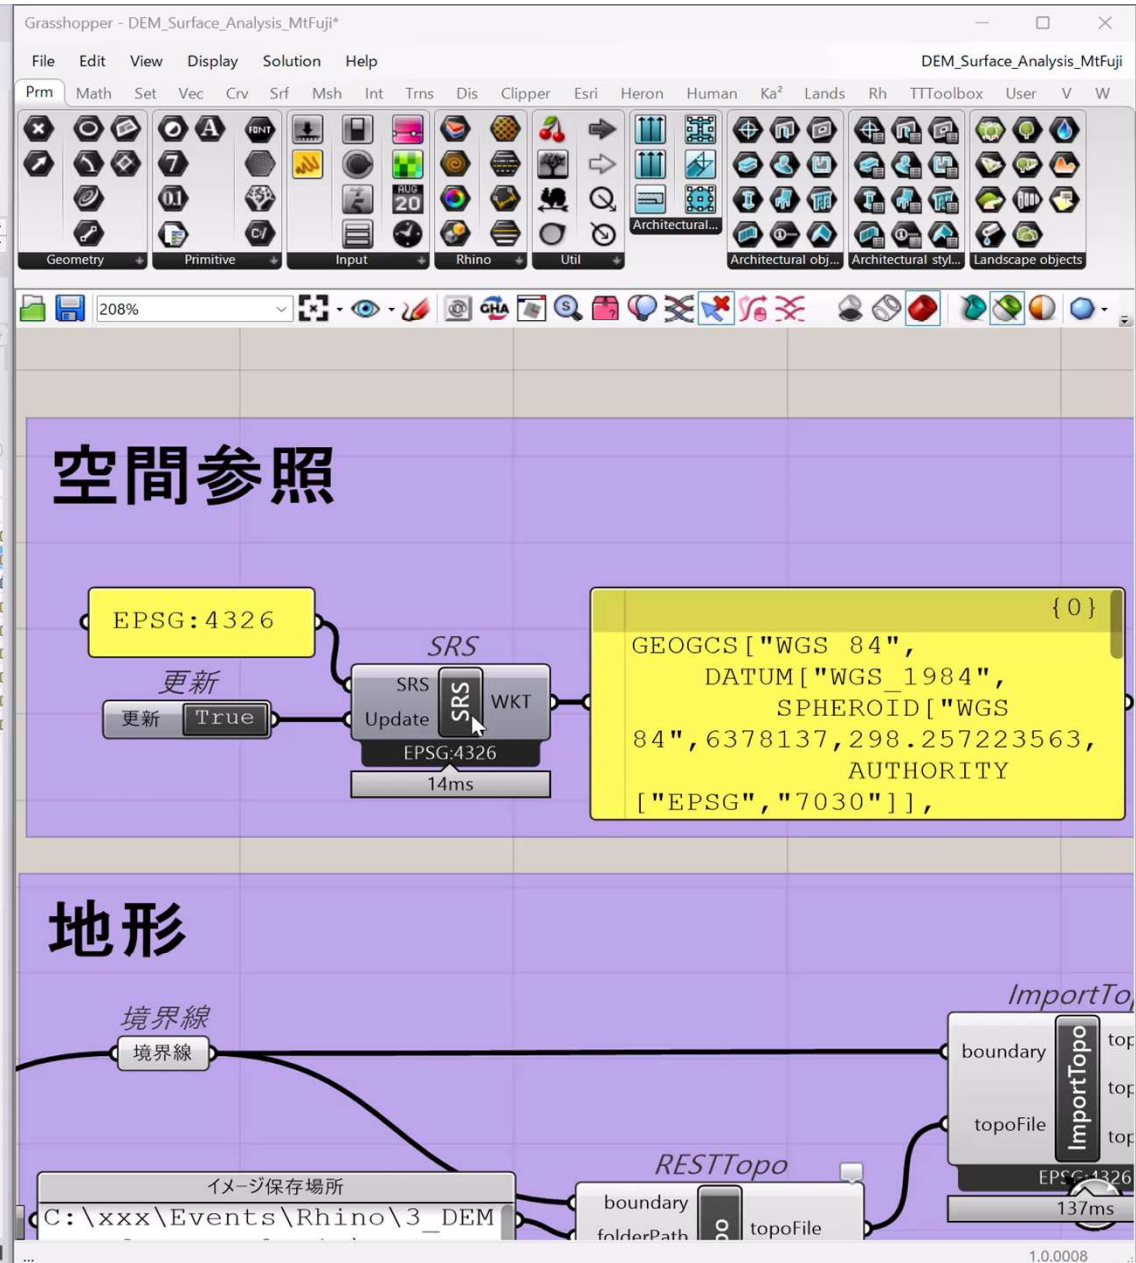 Grasshopper - DEM_Surface_Analysis_MtFuji*
File Edit View Display Solution Help DEM_Surface_Analysis_MtFuji
Prm Math Set Vec Crv Srf Msh Int Trns Dis Clipper Esri Heron Human Ka² Lands Rh TTToolbox User V W
Geometry Primitive Input Rhino Util Architectural... Architectural obj... Architectural styl... Landscape objects
208%
空間参照
EPSG:4326
更新
更新 True
SRS
SRS
Update
SRS
WKT
EPSG:4326
14ms
{0}
GEOGCS["WGS 84",
DATUM["WGS_1984",
SPHEROID["WGS
84",6378137,298.257223563,
AUTHORITY
["EPSG","7030"]],
地形
境界線
境界線
ImportTo
boundary
topoFile
ImportTopo
EPSG:4326
137ms
イメージ保存場所
C:\xxx\Events\Rhino\3_DEM
RESTTopo
boundary
folderPath
topoFile
...
1.0.0008